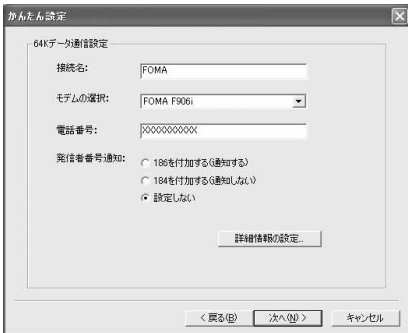 かんたん設定
64Kデータ通信設定
接続名: FOMA
モデムの選択: FOMA F906i
電話番号: XXXXXXXXXX
発信者番号通知: 186を付加する(通知する)
184を付加する(通知しない)
設定しない
詳細情報の設定...
< 戻る(B) 次へ(N) > キャンセル